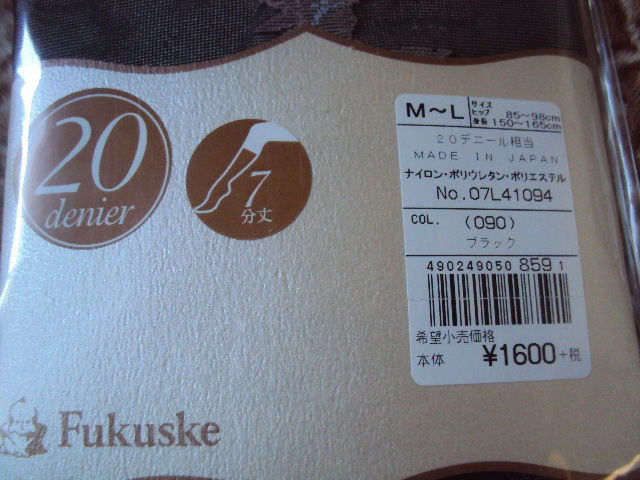 20
denier
7
分丈
M～L
サイズ
ヒップ 85～98cm
身長 150～165cm
20デニール相当
MADE IN JAPAN
ナイロン・ポリウレタン・ポリエステル
No.07L41094
COL. (090)
ブラック
490249050 859 1
希望小売価格
本体 ¥1600+税
Fukuske